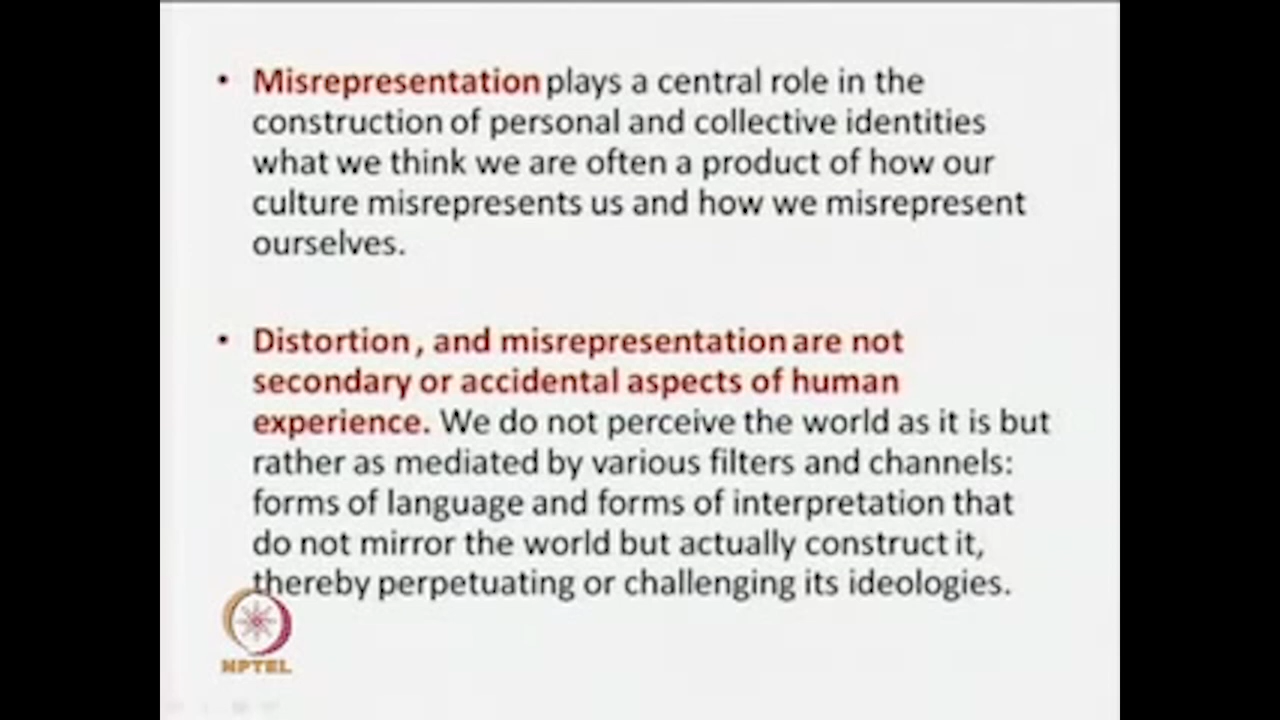 • Misrepresentation plays a central role in the
construction of personal and collective identities
what we think we are often a product of how our
culture misrepresents us and how we misrepresent
ourselves.
• Distortion , and misrepresentation are not
secondary or accidental aspects of human
experience. We do not perceive the world as it is but
rather as mediated by various filters and channels:
forms of language and forms of interpretation that
do not mirror the world but actually construct it,
thereby perpetuating or challenging its ideologies.
NPTEL